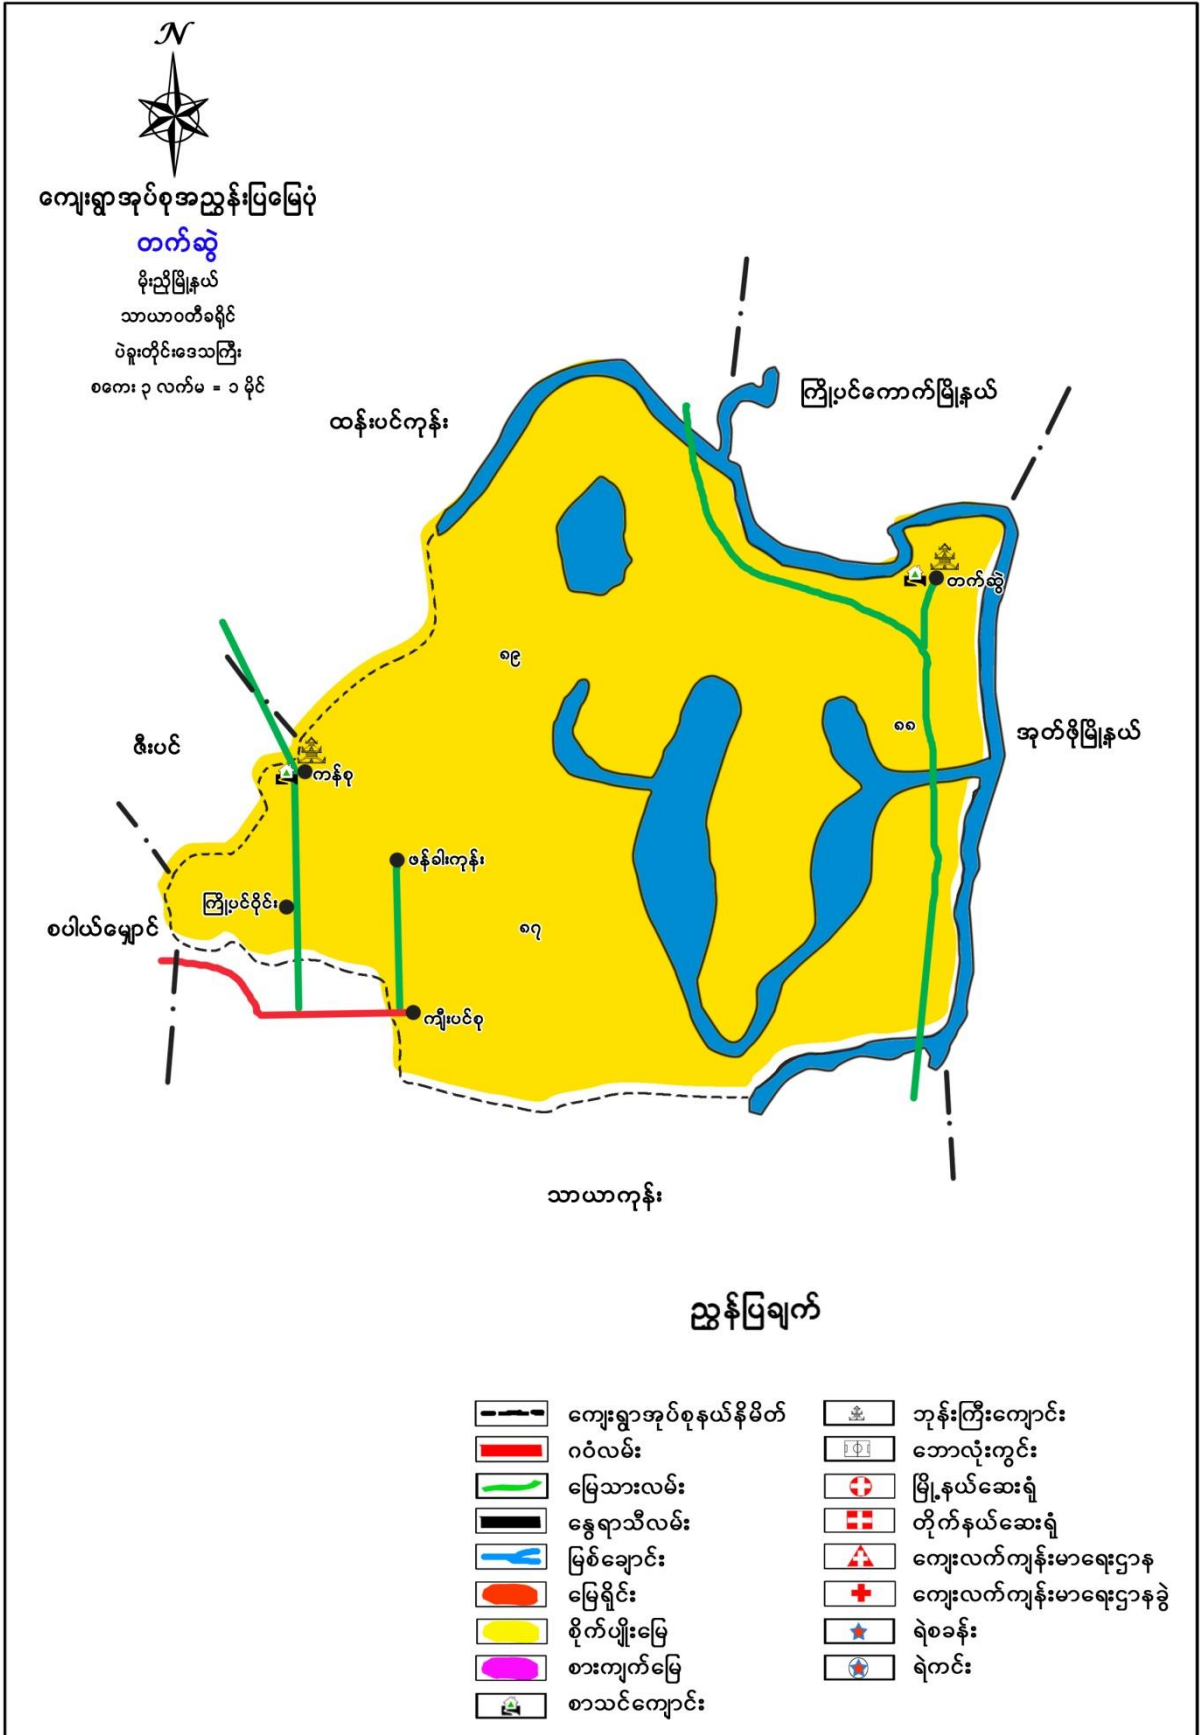 N
ကျေးရွာအုပ်စုအညွှန်းပြမြေပုံ
တက်ဆွဲ
မိုးညိုမြို့နယ်
သာယာဝတီခရိုင်
ပဲခူးတိုင်းဒေသကြီး
စကေး ၃ လက်မ = ၁ မိုင်
ကြို့ပင်ကောက်မြို့နယ်
ထန်းပင်ကုန်း
တက်ဆွဲ
၈၉
၈၈
အုတ်ဖိုမြို့နယ်
ဇီးပင်
ကန်စု
ဖန်ခါးကုန်း
ကြို့ပင်ဝိုင်း
စပါယ်မျှောင်
၈၇
ကျီးပင်စု
သာယာကုန်း
ညွှန်ပြချက်
ကျေးရွာအုပ်စုနယ်နိမိတ်
ဂဝံလမ်း
မြေသားလမ်း
နွေရာသီလမ်း
မြစ်ချောင်း
မြေရိုင်း
စိုက်ပျိုးမြေ
စားကျက်မြေ
စာသင်ကျောင်း
ဘုန်းကြီးကျောင်း
ဘောလုံးကွင်း
မြို့နယ်ဆေးရုံ
တိုက်နယ်ဆေးရုံ
ကျေးလက်ကျန်းမာရေးဌာန
ကျေးလက်ကျန်းမာရေးဌာနခွဲ
ရဲစခန်း
ရဲကင်း